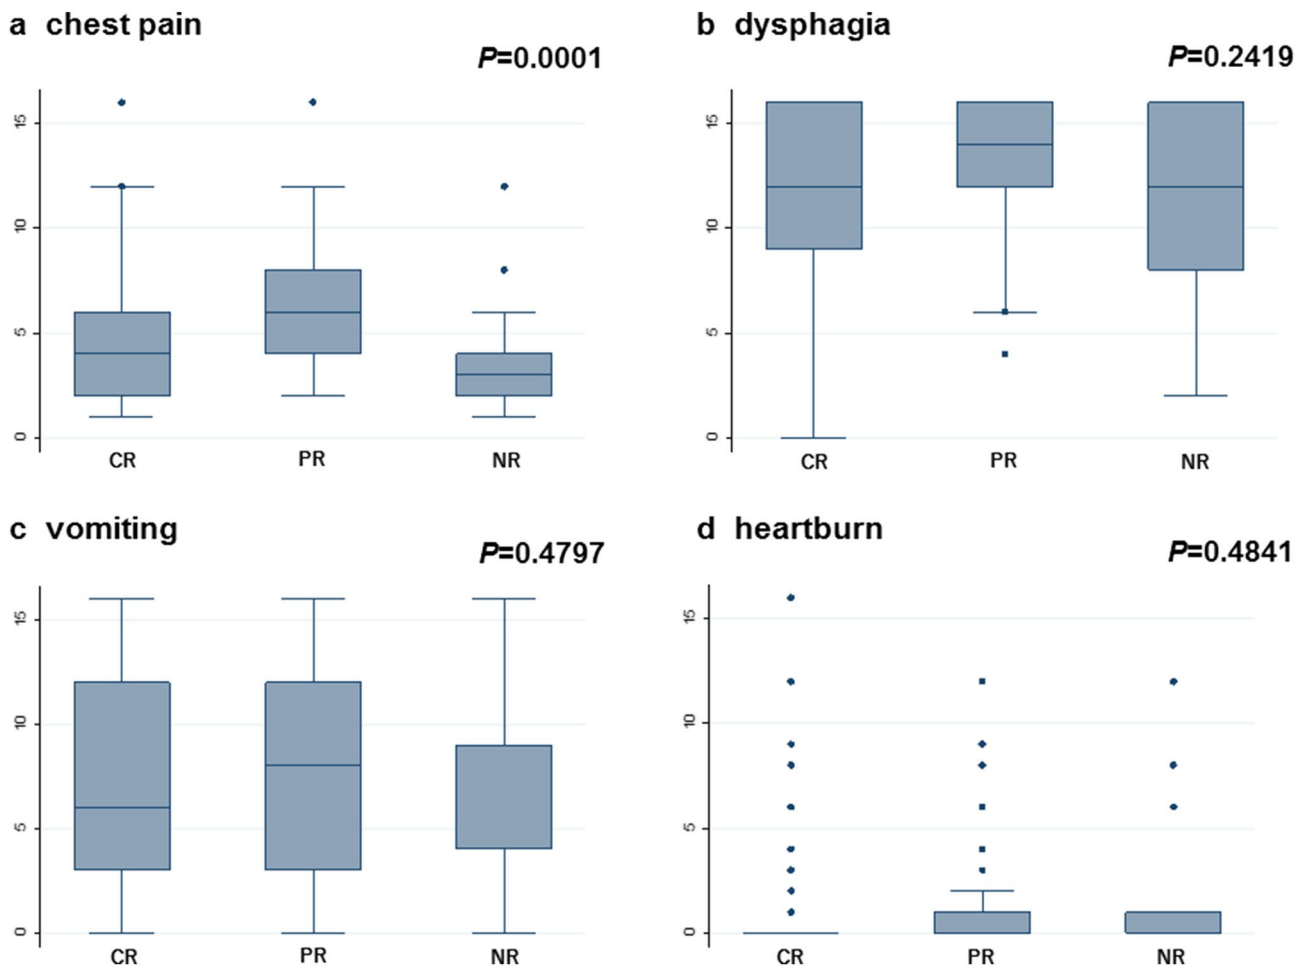 a chest pain
P=0.0001
15
10
5
0
CR PR NR
b dysphagia
P=0.2419
15
10
5
0
CR PR NR
c vomiting
P=0.4797
15
10
5
0
CR PR NR
d heartburn
P=0.4841
15
10
5
0
CR PR NR